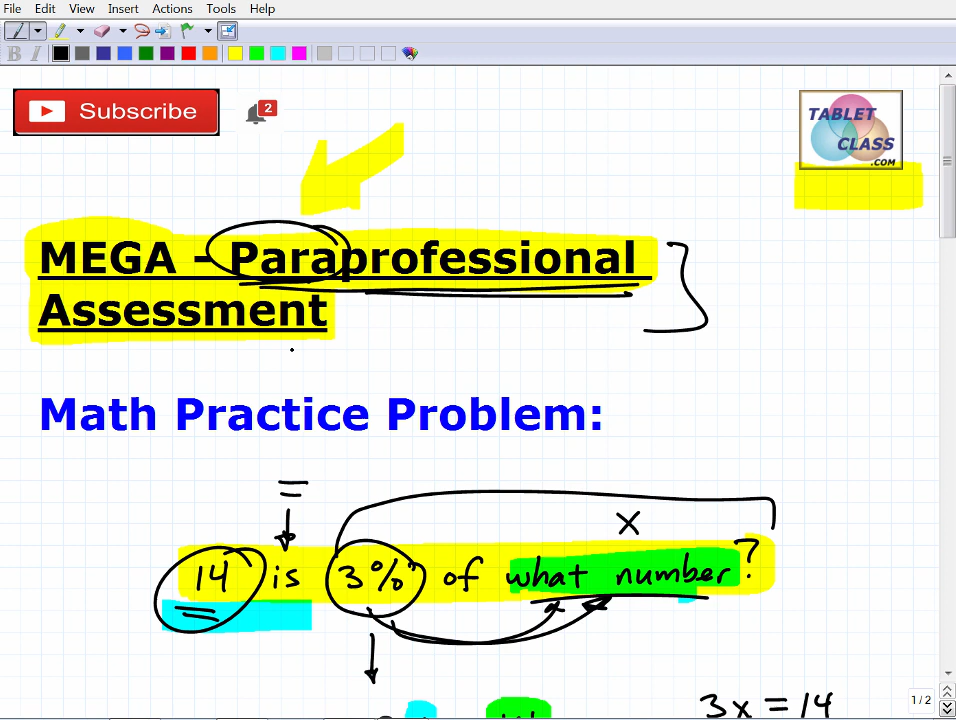 File Edit View Insert Actions Tools Help
B I
Subscribe
2
TABLET
CLASS
.COM
MEGA - Paraprofessional
Assessment
Math Practice Problem:
=
x
14 is 3% of what number?
3x = 14
1/2